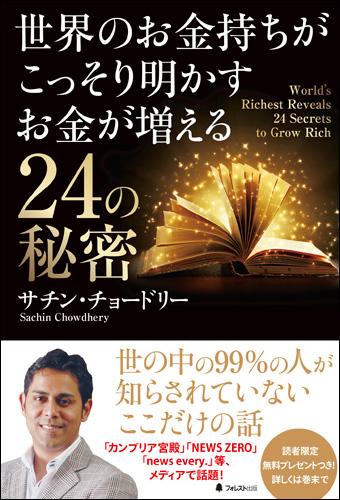 世界のお金持ちが
こっそり明かす
お金が増える
24の
秘密
World's
Richest Reveals
24 Secrets
to Grow Rich
サチン・チョードリー
Sachin Chowdhery
世の中の99%の人が
知らされていない
ここだけの話
「カンブリア宮殿」「NEWS ZERO」
「news every.」等、
メディアで話題!
フォレスト出版
読者限定
無料プレゼントつき!
詳しくは巻末で